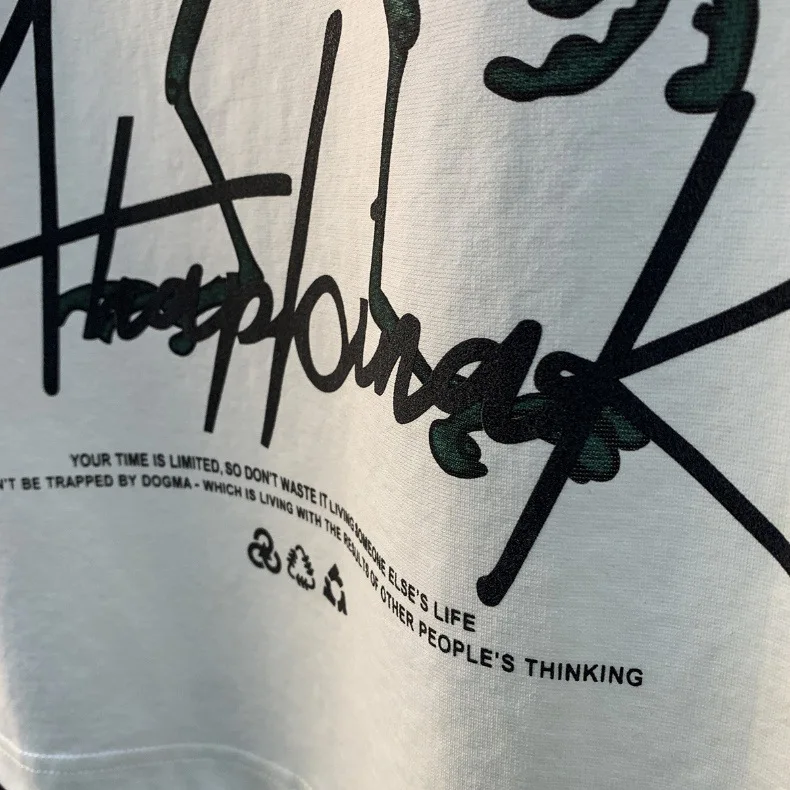 YOUR TIME IS LIMITED, SO DON'T WASTE IT LIVING SOMEONE ELSE'S LIFE
N'T BE TRAPPED BY DOGMA - WHICH IS LIVING WITH THE RESULTS OF OTHER PEOPLE'S THINKING